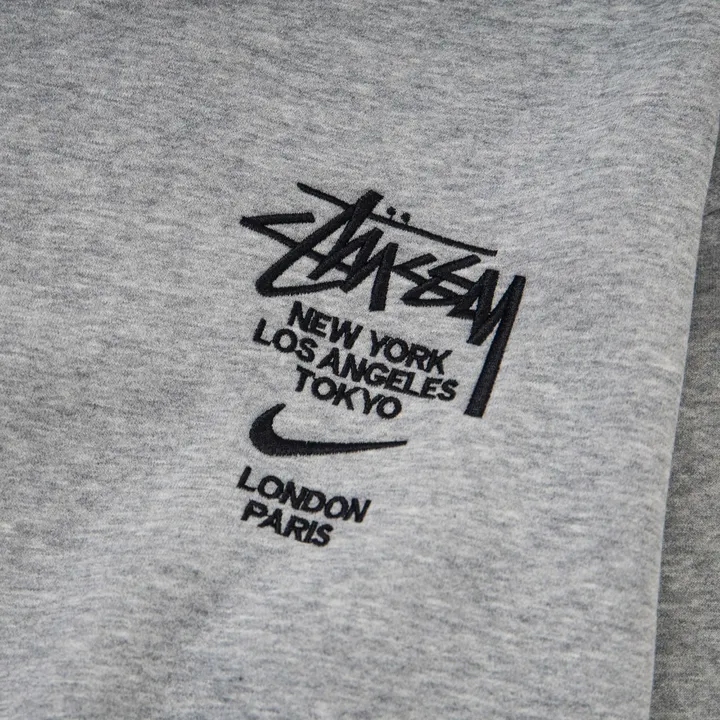 STÜSSY
NEW YORK
LOS ANGELES
TOKYO
LONDON
PARIS